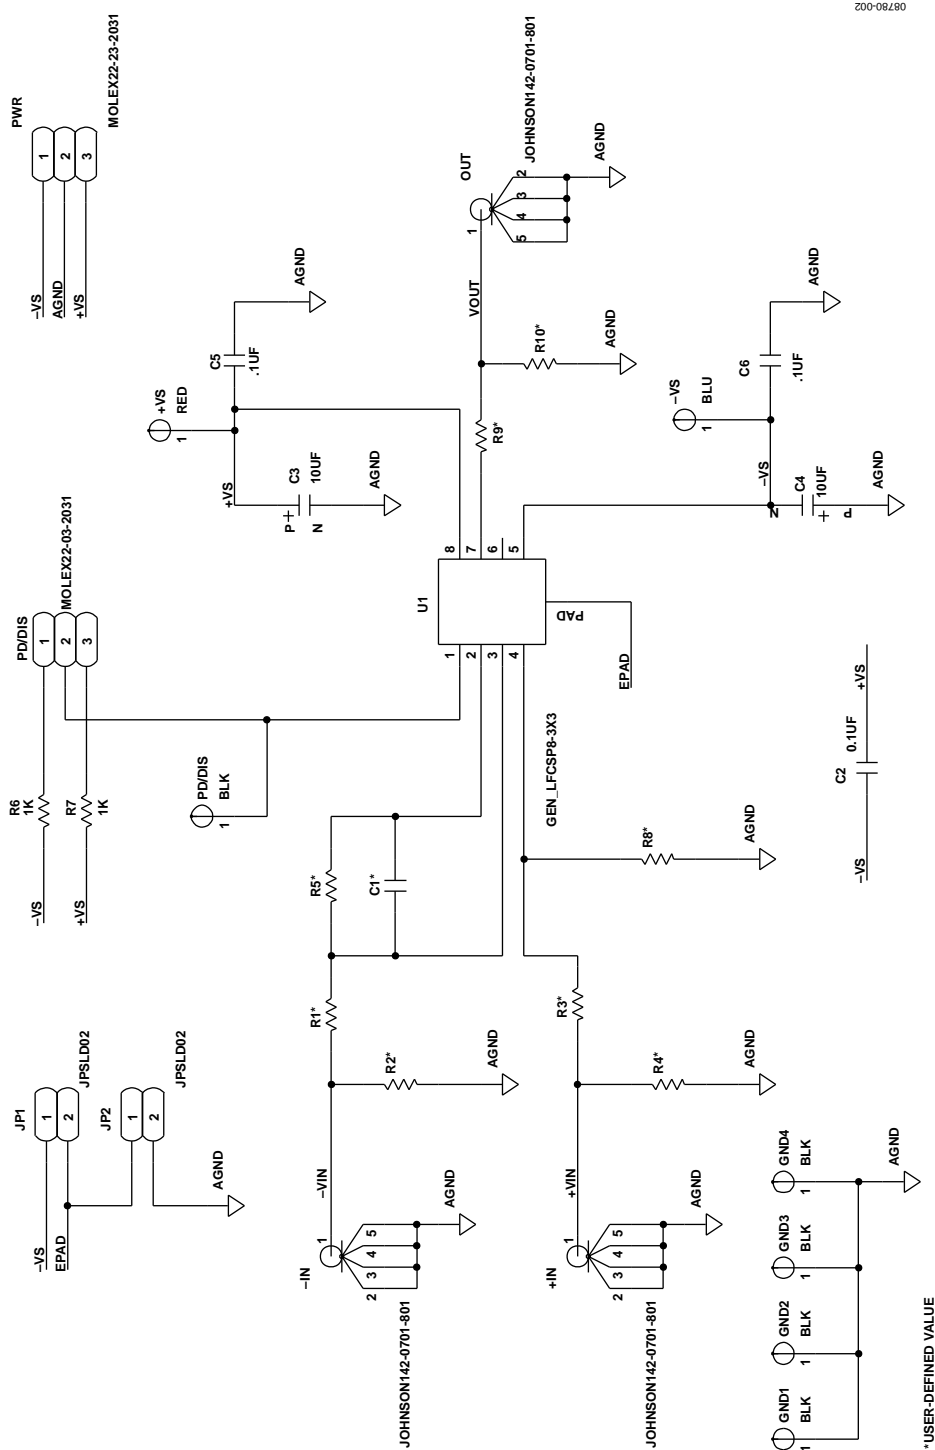 08780-002
PWR
1
2
3
–VS
AGND
+VS
MOLEX22-23-2031
PD/DIS
1
2
3
MOLEX22-03-2031
R6
1K
R7
1K
–VS
+VS
JP1
1
2
JPSLD02
JP2
1
2
JPSLD02
–VS
EPAD
AGND
PD/DIS
BLK
1
+VS
RED
1
+VS
C5
.1UF
AGND
P
+
N
C3
10UF
AGND
–IN
1
2
3
4
5
JOHNSON142-0701-801
AGND
–VIN
R2*
AGND
R1*
R5*
C1*
U1
1
2
3
4
8
7
6
5
PAD
EPAD
GEN_LFCSP8-3X3
R9*
R10*
AGND
VOUT
OUT
1
2
3
4
5
JOHNSON142-0701-801
AGND
+IN
1
2
3
4
5
JOHNSON142-0701-801
AGND
+VIN
R4*
AGND
R3*
R8*
AGND
–VS
BLU
1
–VS
C6
.1UF
AGND
N
C4
10UF
+
P
AGND
–VS
C2
0.1UF
+VS
GND1
BLK
1
GND2
BLK
1
GND3
BLK
1
GND4
BLK
1
AGND
*USER-DEFINED VALUE